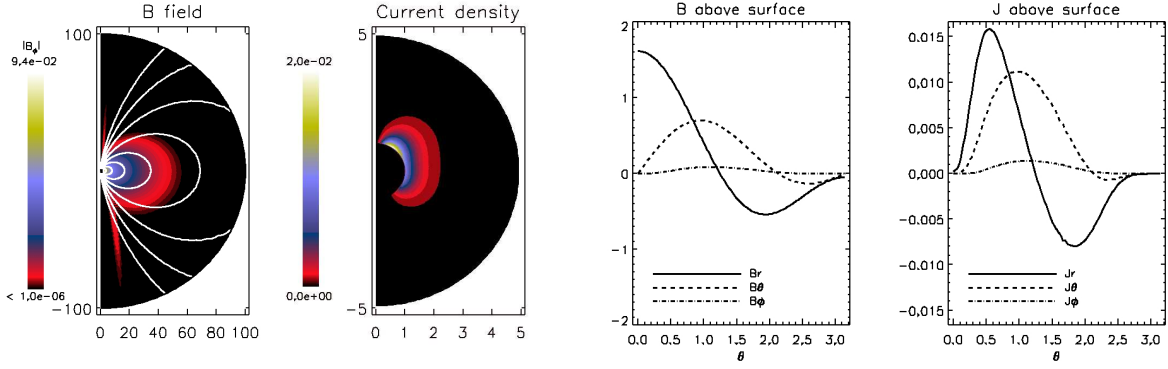 B field
|Bϕ|
9,4e-02
< 1,0e-06
100
-100
0
20
40
60
80
100
Current density
2,0e-02
0,0e+00
5
-5
0
1
2
3
4
5
B above surface
2
1
0
-1
-2
Br
Bθ
Bϕ
0.0
0.5
1.0
1.5
2.0
2.5
3.0
θ
J above surface
0.015
0.010
0.005
0.000
-0.005
-0.010
-0.015
Jr
Jθ
Jϕ
0.0
0.5
1.0
1.5
2.0
2.5
3.0
θ